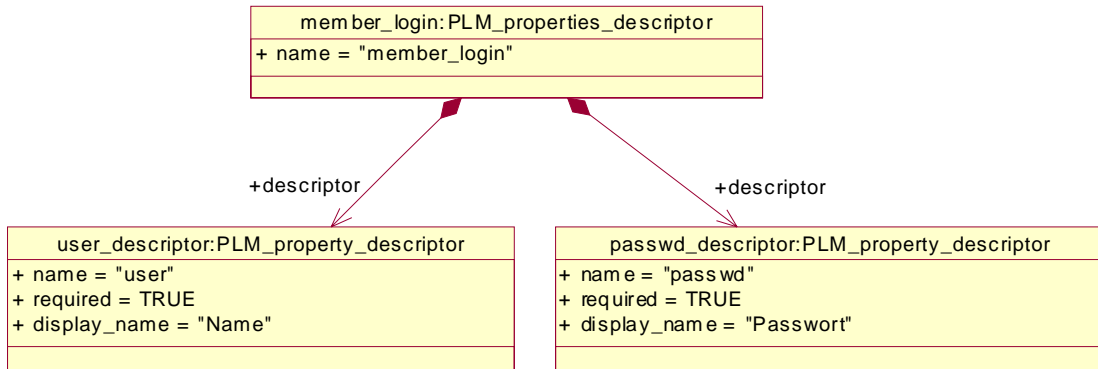 member_login:PLM_properties_descriptor
+ name = "member_login"
+descriptor
+descriptor
user_descriptor:PLM_property_descriptor
+ name = "user"
+ required = TRUE
+ display_name = "Name"
passwd_descriptor:PLM_property_descriptor
+ name = "passwd"
+ required = TRUE
+ display_name = "Passwort"